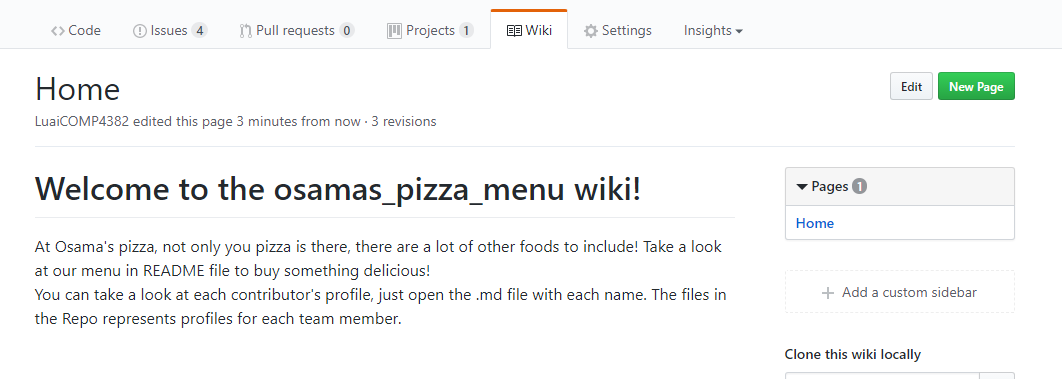 Code Issues 4 Pull requests 0 Projects 1 Wiki Settings Insights
Home
Edit New Page
LuaiCOMP4382 edited this page 3 minutes from now · 3 revisions
Welcome to the osamas_pizza_menu wiki!
At Osama's pizza, not only you pizza is there, there are a lot of other foods to include! Take a look
at our menu in README file to buy something delicious!
You can take a look at each contributor's profile, just open the .md file with each name. The files in
the Repo represents profiles for each team member.
Pages 1
Home
Add a custom sidebar
Clone this wiki locally